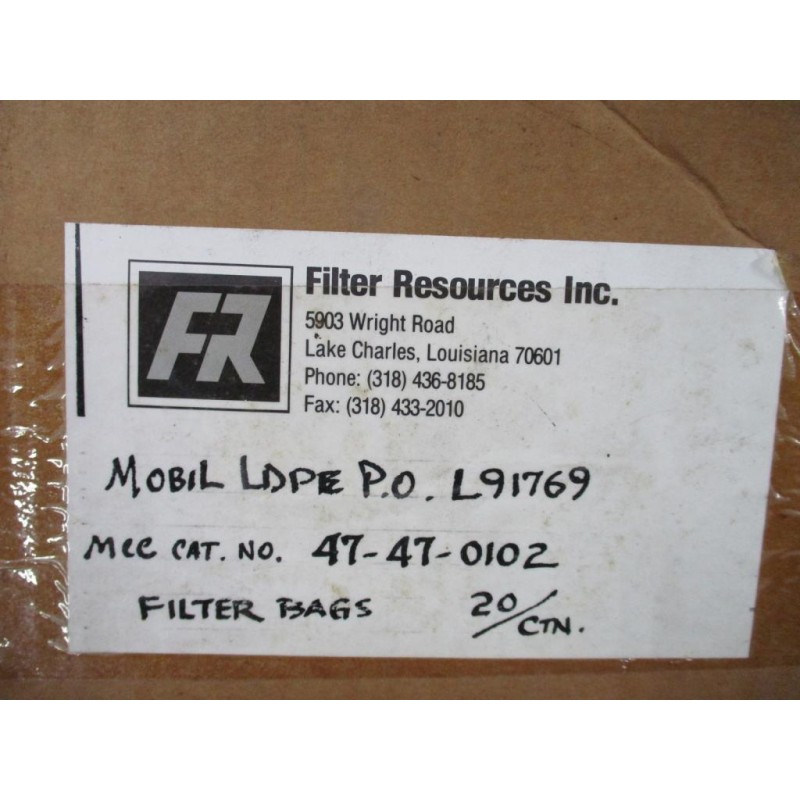 FR
Filter Resources Inc.
5903 Wright Road
Lake Charles, Louisiana 70601
Phone: (318) 436-8185
Fax: (318) 433-2010
MOBIL LDPE P.O. L91769
MCC CAT. NO. 47-47-0102
FILTER BAGS 20/CTN.